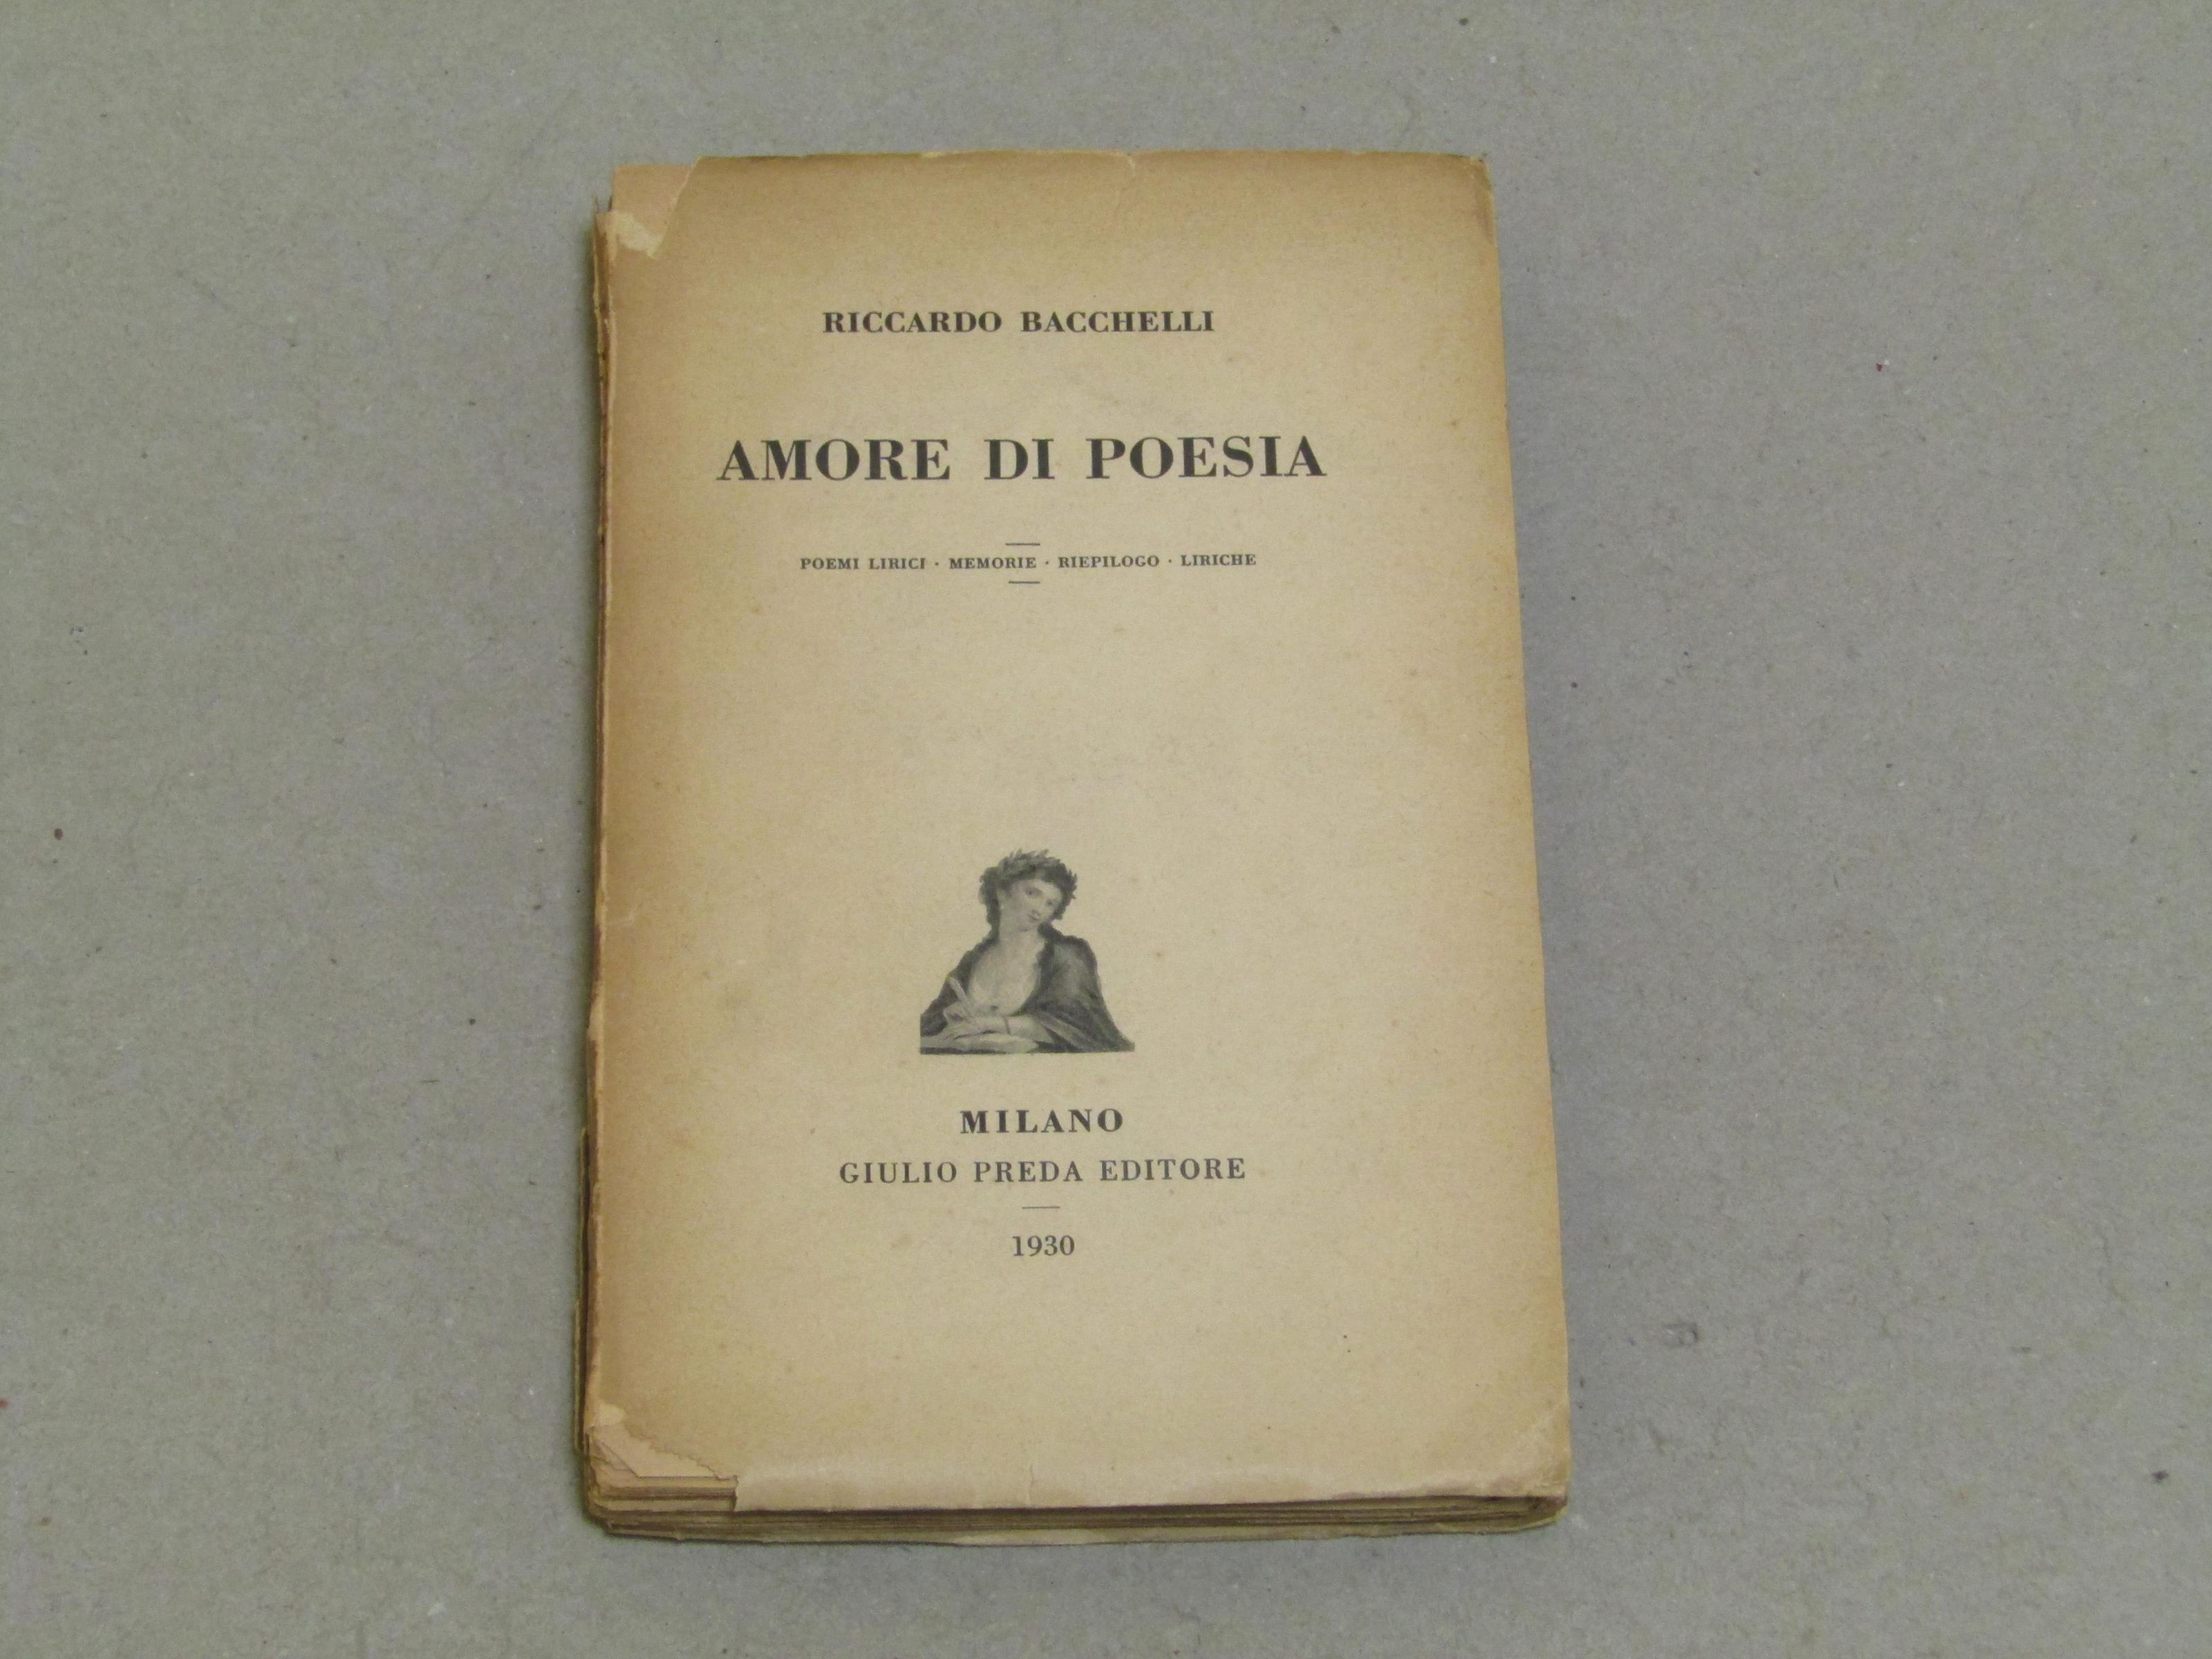 RICCARDO BACCHELLI
AMORE DI POESIA
POEMI LIRICI · MEMORIE · RIEPILOGO · LIRICHE
MILANO
GIULIO PREDA EDITORE
1930